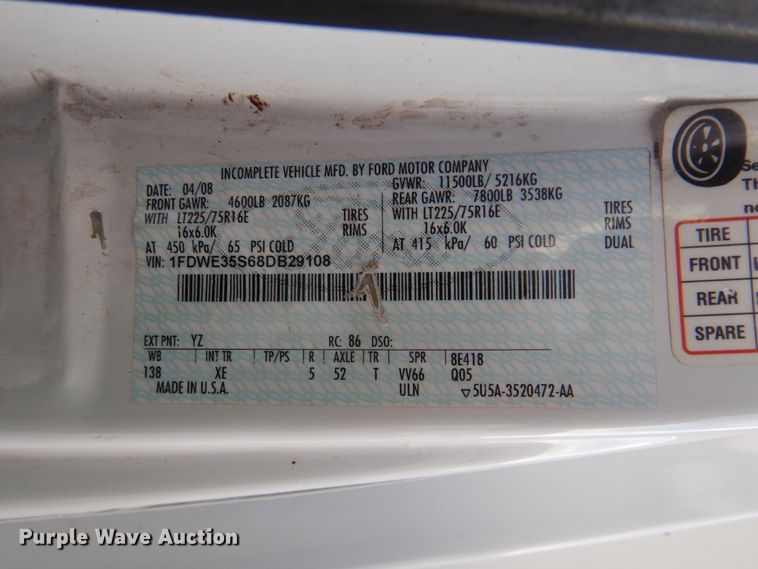 INCOMPLETE VEHICLE MFD. BY FORD MOTOR COMPANY
DATE: 04/08 GVWR: 11500LB/ 5216KG
FRONT GAWR: 4600LB 2087KG REAR GAWR: 7800LB 3538KG
WITH LT225/75R16E TIRES WITH LT225/75R16E TIRES
16x6.0K RIMS 16x6.0K RIMS
AT 450 kPa/ 65 PSI COLD AT 415 kPa/ 60 PSI COLD DUAL
VIN: 1FDWE35S68DB29108
EXT PNT: YZ RC: 86 DSO:
WB INT TR TP/PS R AXLE TR SPR 8E418
138 XE 5 52 T VV66 Q05
MADE IN U.S.A. ULN ▽5U5A-3520472-AA
TIRE
FRONT
REAR
SPARE
Purple Wave Auction